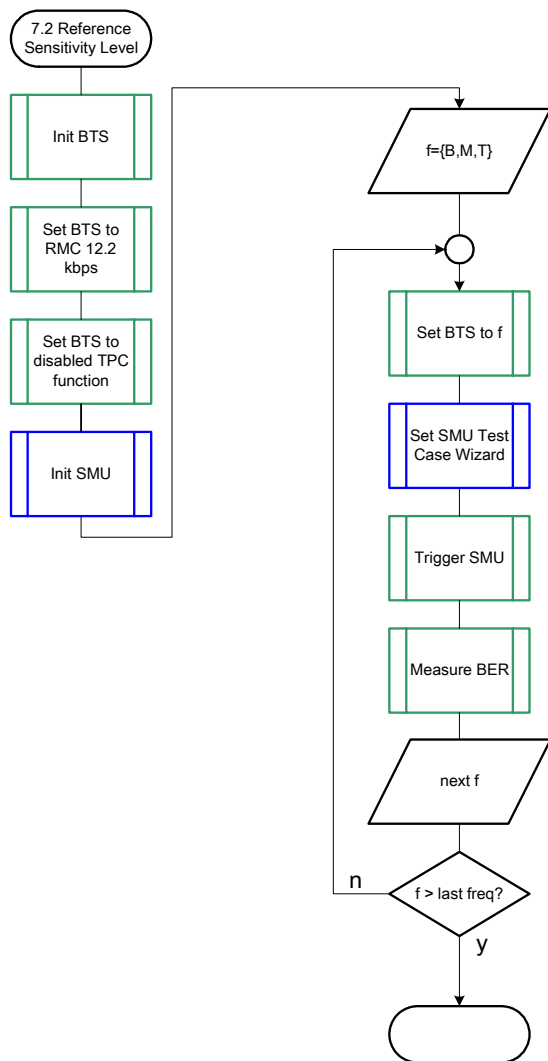 7.2 Reference
Sensitivity Level
Init BTS
Set BTS to
RMC 12.2
kbps
Set BTS to
disabled TPC
function
Init SMU
f={B,M,T}
Set BTS to f
Set SMU Test
Case Wizard
Trigger SMU
Measure BER
next f
f > last freq?
n
y